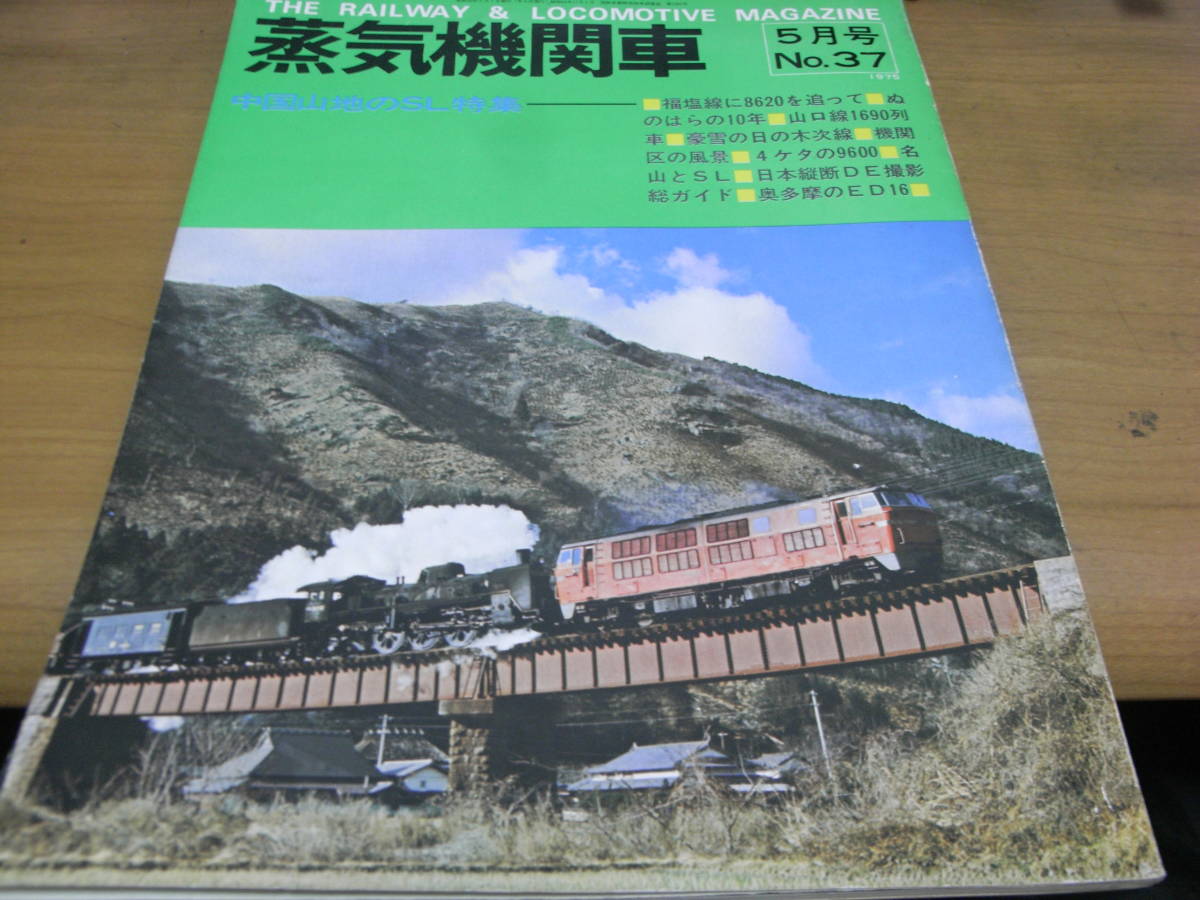 THE RAILWAY & LOCOMOTIVE MAGAZINE
蒸気機関車
5月号
No.37
1975
中国山地のSL特集
■福塩線に8620を追って■ぬ
のはらの10年■山口線1690列
車■豪雪の日の木次線■機関
区の風景■4ケタの9600■名
山とSL■日本縦断DE撮影
総ガイド■奥多摩のED16■